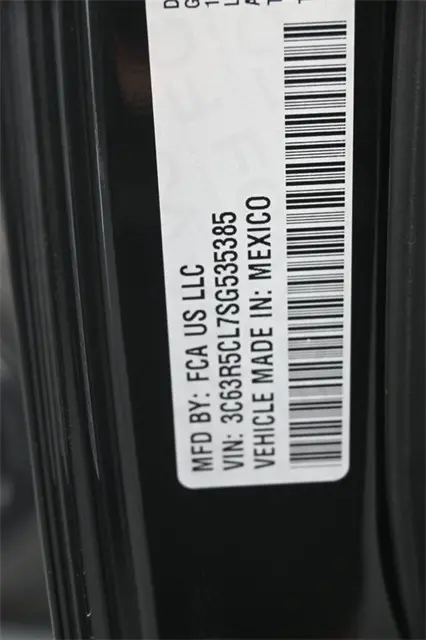 MFD BY: FCA US LLC
VIN: 3C63R5CL7SG535385
VEHICLE MADE IN: MEXICO